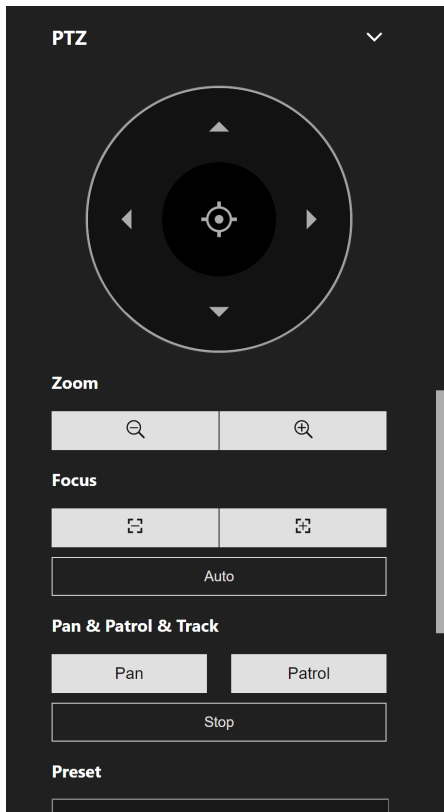 PTZ
Zoom
Focus
Auto
Pan & Patrol & Track
Pan Patrol
Stop
Preset